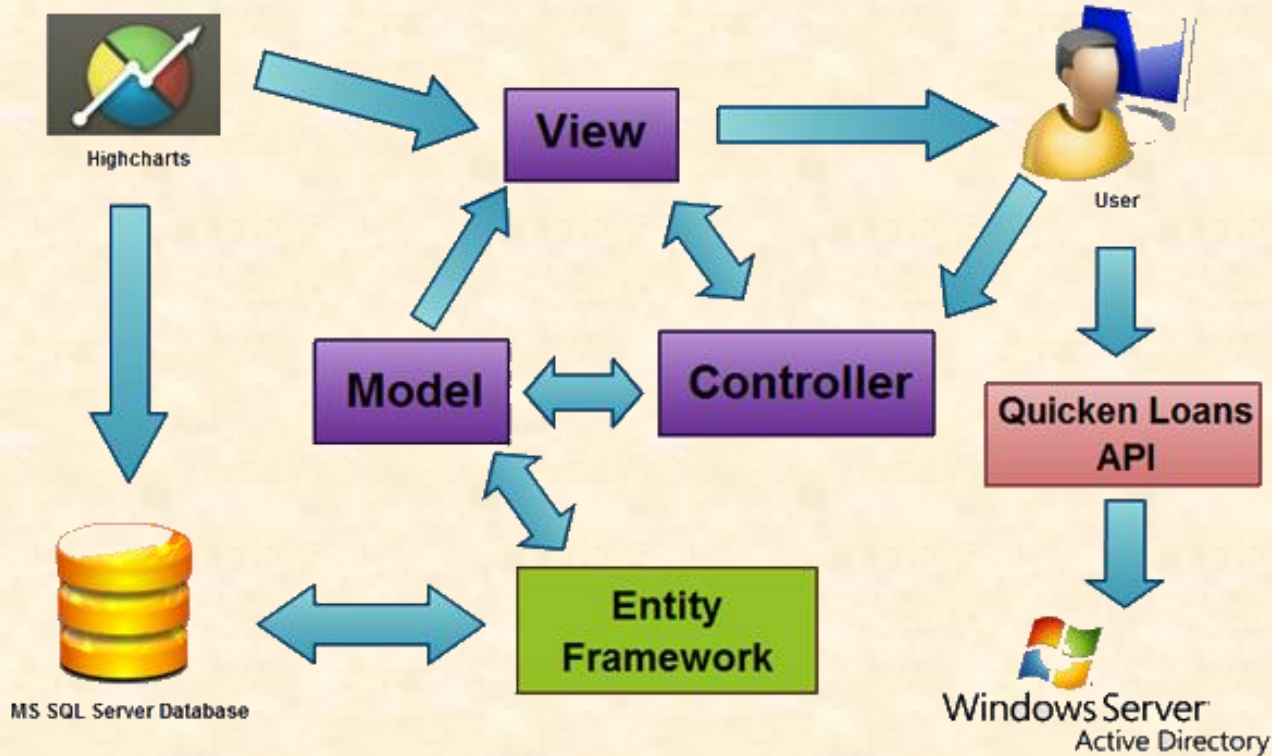 Highcharts
View
User
Model
Controller
Quicken Loans
API
Entity
Framework
MS SQL Server Database
Windows Server
Active Directory